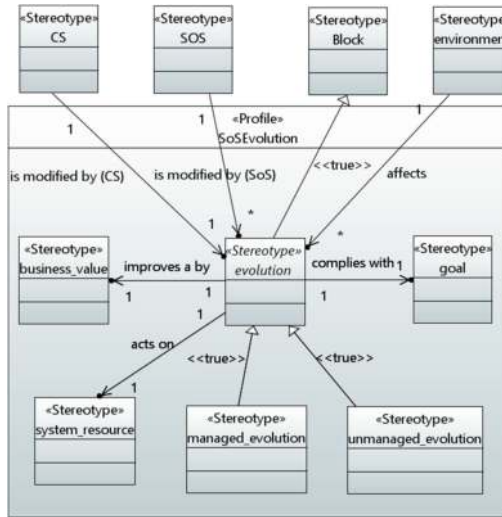 «Stereotype»
CS
«Stereotype»
SOS
«Stereotype»
Block
«Stereotype»
environmen
1
1
1
«Profile»
SoSEvolution
is modified by (CS)
is modified by (SoS)
<<true>>
affects
1
*
*
«Stereotype»
business_value
improves a by
1
1
«Stereotype»
evolution
complies with
1
1
«Stereotype»
goal
1
acts on
1
<<true>>
<<true>>
«Stereotype»
system_resource
«Stereotype»
managed_evolution
«Stereotype»
unmanaged_evolution